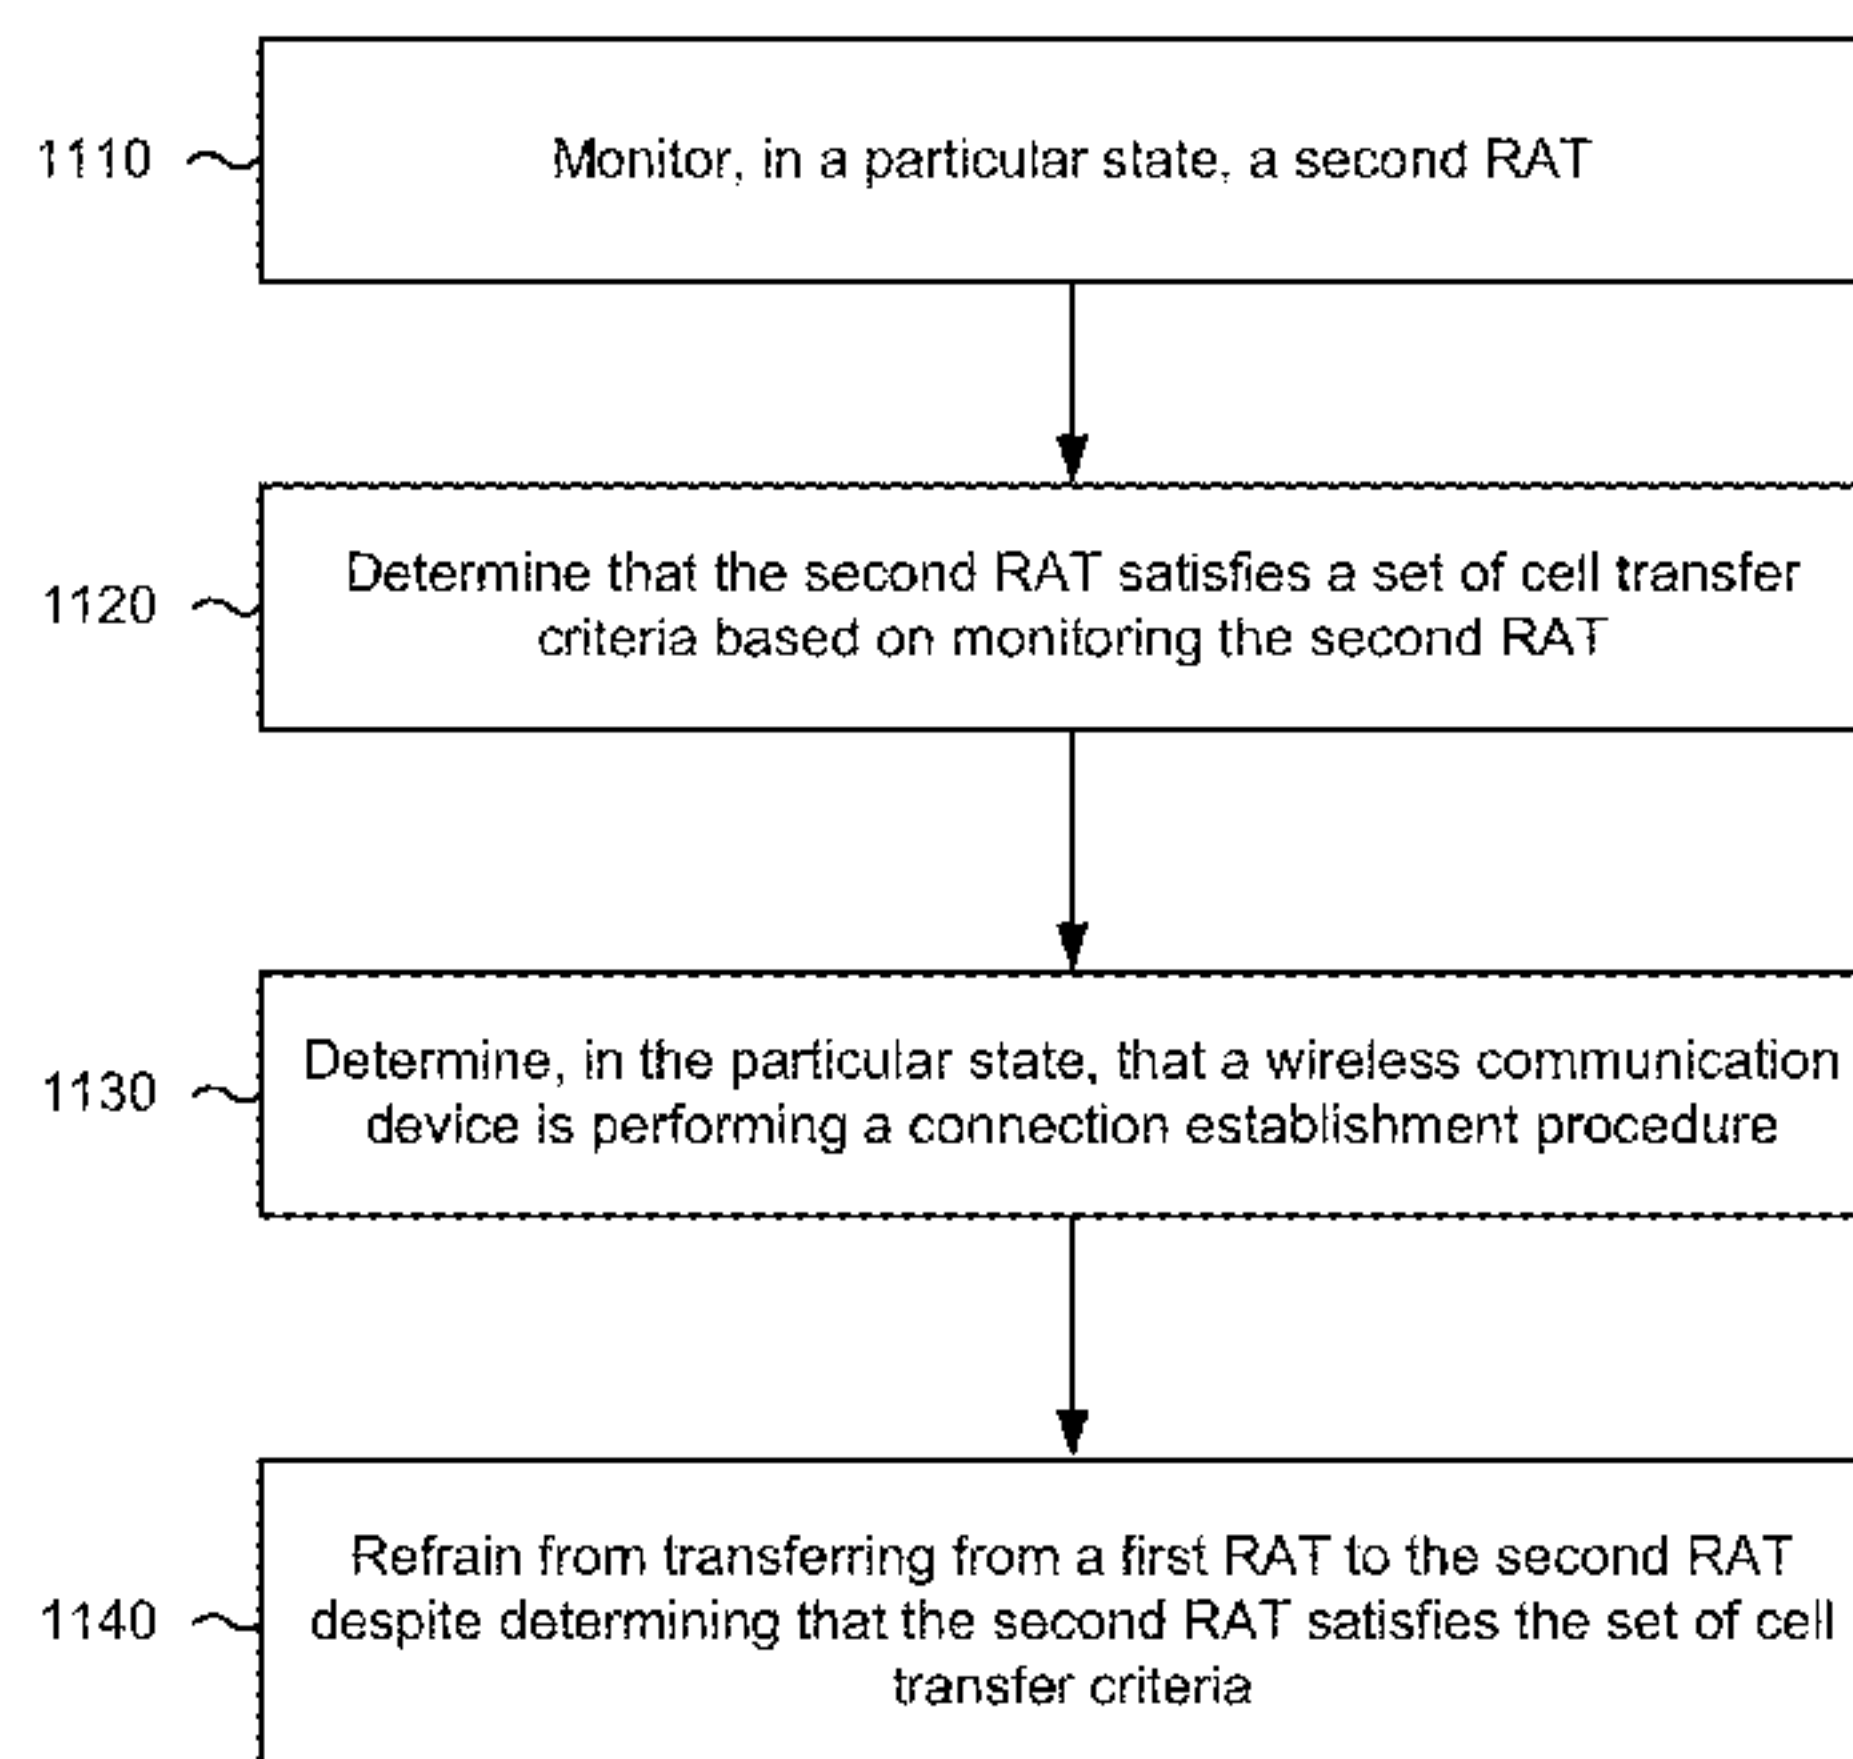 1110
Monitor, in a particular state, a second RAT
1120
Determine that the second RAT satisfies a set of cell transfer
criteria based on monitoring the second RAT
1130
Determine, in the particular state, that a wireless communication
device is performing a connection establishment procedure
1140
Refrain from transferring from a first RAT to the second RAT
despite determining that the second RAT satisfies the set of cell
transfer criteria